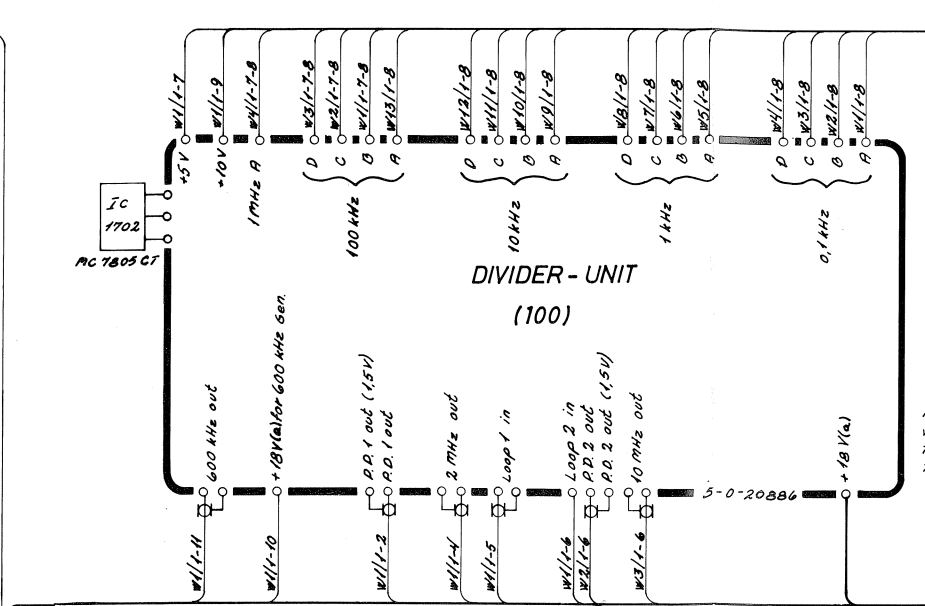 w1/1-7
w1/1-9
w4/1-7-8
w3/1-7-8
w2/1-7-8
w1/1-7-8
w13/1-8
w12/1-8
w11/1-8
w10/1-8
w9/1-8
w8/1-8
w7/1-8
w6/1-8
w5/1-8
w4/1-8
w3/1-8
w2/1-8
w1/1-8
+5V
+10V
1MHz A
D
C
B
A
D
C
B
A
D
C
B
A
D
C
B
A
100 kHz
10 kHz
1 kHz
0,1 kHz
IC
1702
MC 7805 CT
DIVIDER - UNIT
(100)
600 kHz out
+18V(a) for 600 kHz Gen.
P.D. 1 out (1,5V)
P.D. 1 out
2 MHz out
Loop 1 in
Loop 2 in
P.D. 2 out
P.D. 2 out (1,5V)
10 MHz out
5-0-20886
+18V(a)
w1/1-11
w1/1-10
w1/1-2
w1/1-4
w1/1-5
w1/1-6
w2/1-6
w3/1-6